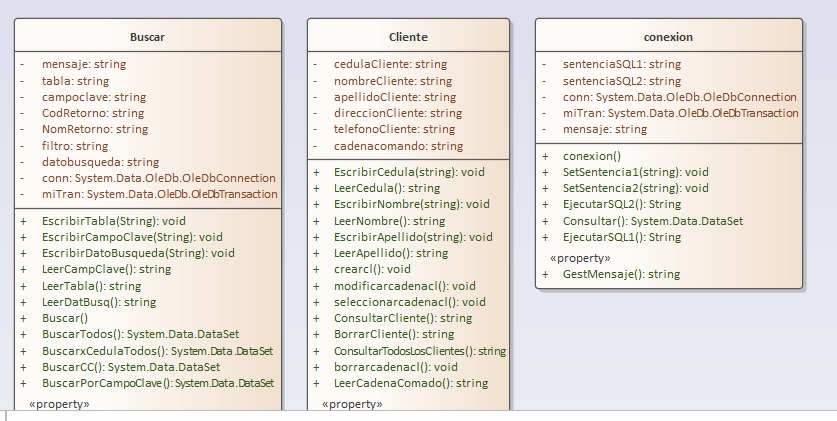 Buscar
- mensaje: string
- tabla: string
- campoclave: string
- CodRetorno: string
- NomRetorno: string
- filtro: string
- datobusqueda: string
- conn: System.Data.OleDb.OleDbConnection
- miTran: System.Data.OleDb.OleDbTransaction
+ EscribirTabla(String): void
+ EscribirCampoClave(String): void
+ EscribirDatoBusqueda(String): void
+ LeerCampClave(): string
+ LeerTabla(): string
+ LeerDatBusq(): string
+ Buscar()
+ BuscarTodos(): System.Data.DataSet
+ BuscarxCedulaTodos(): System.Data.DataSet
+ BuscarCC(): System.Data.DataSet
+ BuscarPorCampoClave(): System.Data.DataSet
«property»
Cliente
- cedulaCliente: string
- nombreCliente: string
- apellidoCliente: string
- direccionCliente: string
- telefonoCliente: string
- cadenacomando: string
+ EscribirCedula(string): void
+ LeerCedula(): string
+ EscribirNombre(string): void
+ LeerNombre(): string
+ EscribirApellido(string): void
+ LeerApellido(): string
+ crearcl(): void
+ modificarcadenacl(): void
+ seleccionarcadenacl(): void
+ ConsultarCliente(): string
+ BorrarCliente(): string
+ ConsultarTodosLosClientes(): string
+ borrarcadenacl(): void
+ LeerCadenaComado(): string
«property»
conexion
- sentenciaSQL1: string
- sentenciaSQL2: string
- conn: System.Data.OleDb.OleDbConnection
- miTran: System.Data.OleDb.OleDbTransaction
- mensaje: string
+ conexion()
+ SetSentencia1(string): void
+ SetSentencia2(string): void
+ EjecutarSQL2(): String
+ Consultar(): System.Data.DataSet
+ EjecutarSQL1(): String
«property»
+ GestMensaje(): string